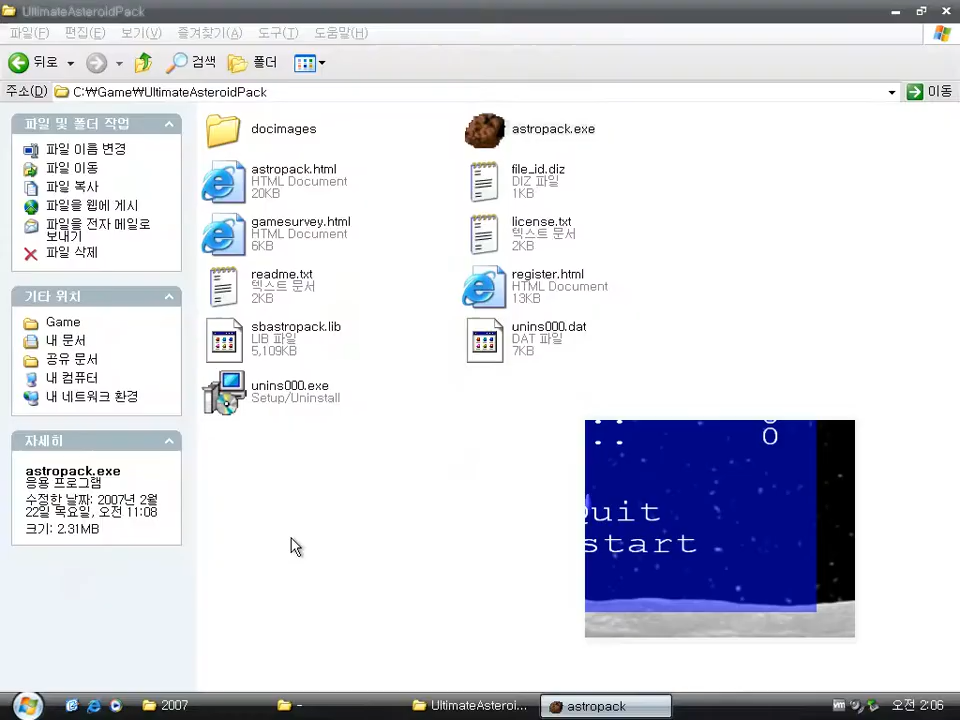 UltimateAsteroidPack
파일(F) 편집(E) 보기(V) 즐겨찾기(A) 도구(T) 도움말(H)
뒤로 검색 폴더
주소(D) C:₩Game₩UltimateAsteroidPack 이동
파일 및 폴더 작업
파일 이름 변경
파일 이동
파일 복사
파일을 웹에 게시
파일을 전자 메일로
보내기
파일 삭제
기타 위치
Game
내 문서
공유 문서
내 컴퓨터
내 네트워크 환경
자세히
astropack.exe
응용 프로그램
수정한 날짜: 2007년 2월
22일 목요일, 오전 11:08
크기: 2.31MB
docimages
astropack.exe
astropack.html
HTML Document
20KB
file_id.diz
DIZ 파일
1KB
gamesurvey.html
HTML Document
6KB
license.txt
텍스트 문서
2KB
readme.txt
텍스트 문서
2KB
register.html
HTML Document
13KB
sbastropack.lib
LIB 파일
5,109KB
unins000.dat
DAT 파일
7KB
unins000.exe
Setup/Uninstall
0
Quit
start
2007 - UltimateAsteroi... astropack 오전 2:06